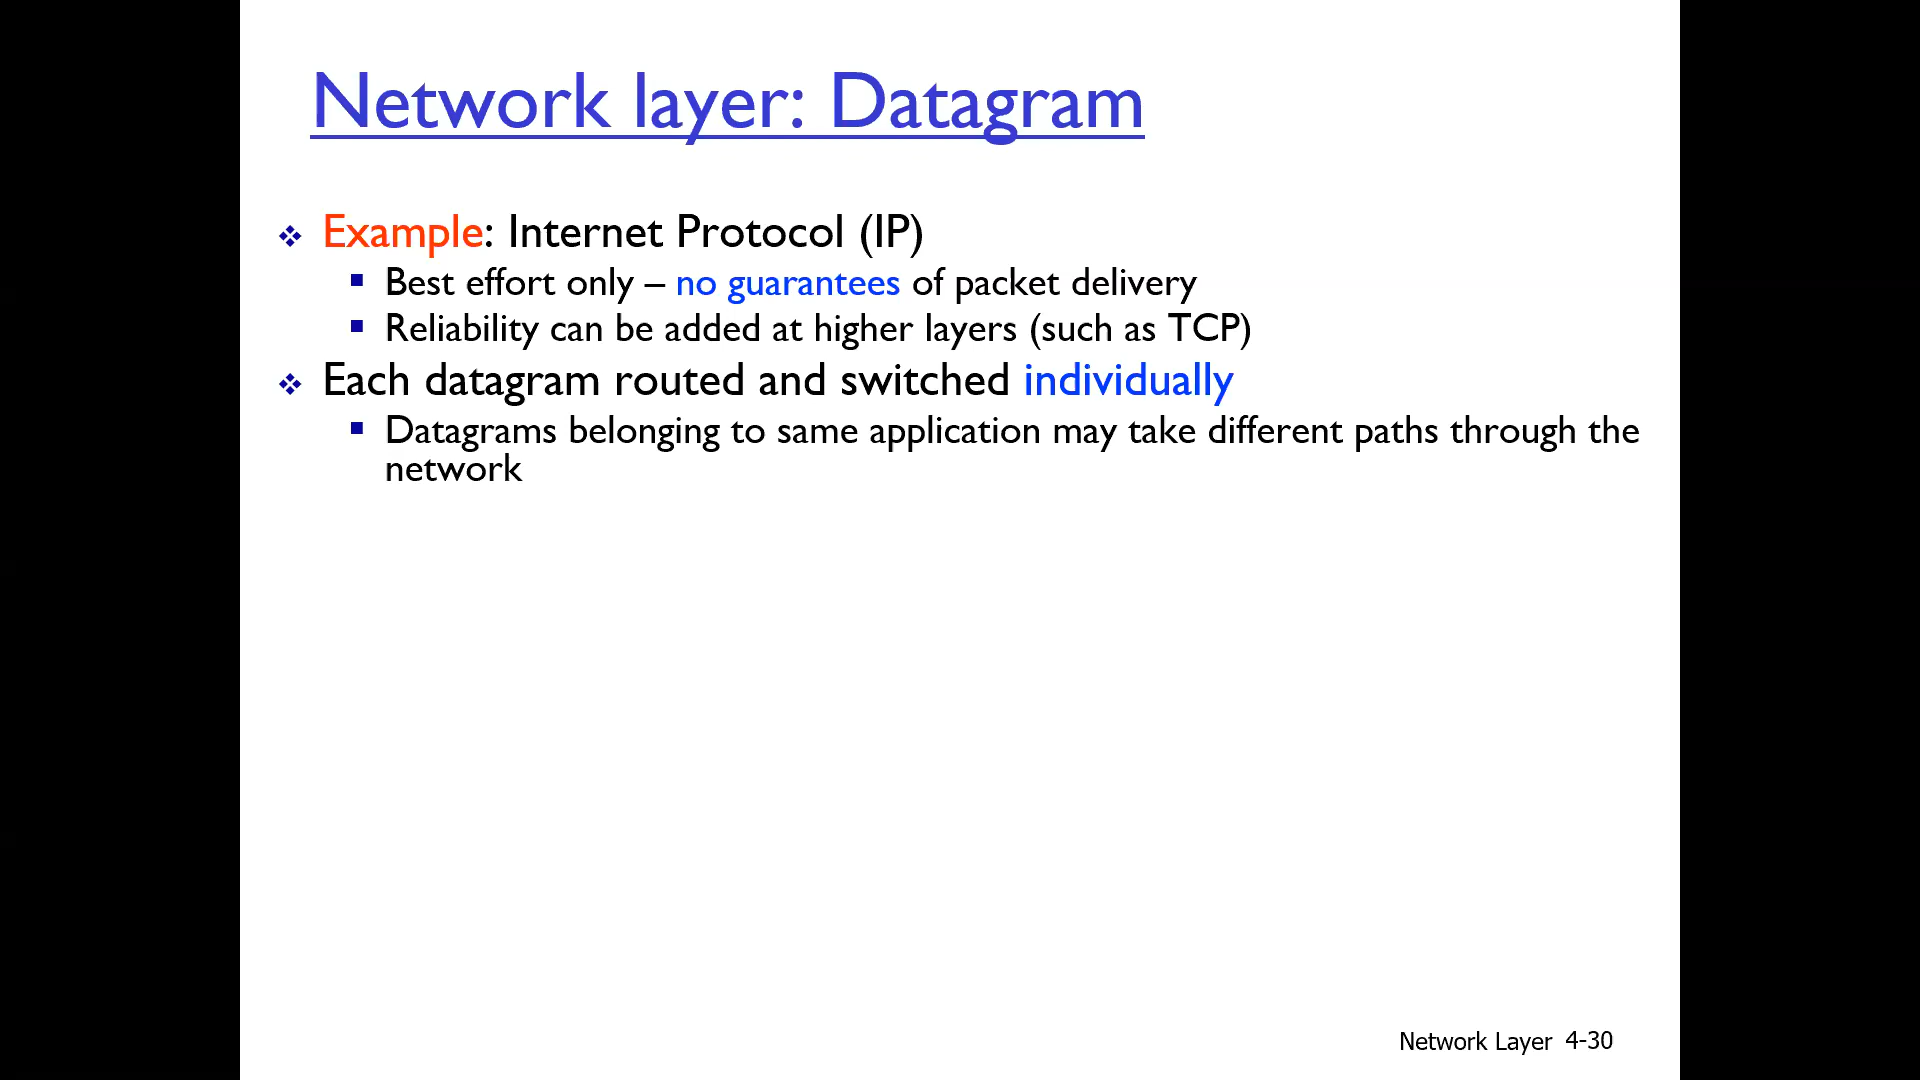 Network layer: Datagram
Example: Internet Protocol (IP)
Best effort only – no guarantees of packet delivery
Reliability can be added at higher layers (such as TCP)
Each datagram routed and switched individually
Datagrams belonging to same application may take different paths through the
network
Network Layer 4-30